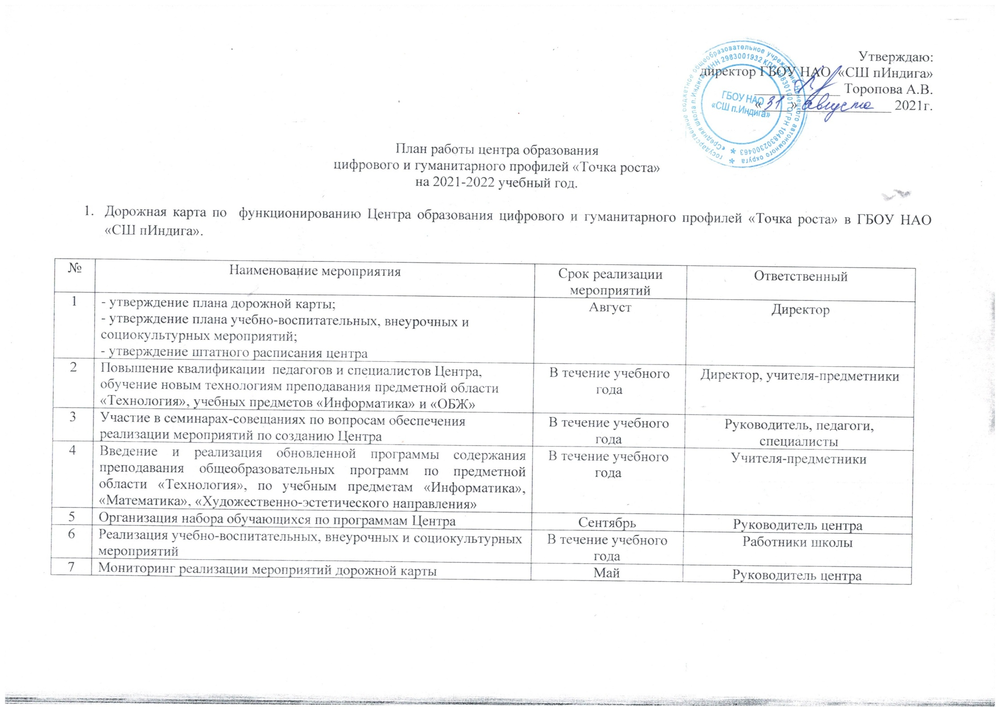 Утверждаю:
директор ГБОУ НАО «СШ пИндига»
____________ Торопова А.В.
«31» августа 2021г.
государственное бюджетное общеобразовательное учреждение Ненецкого автономного округа *
«Средняя школа п.Индига» ИНН 2983001932 КПП 298301001 ОГРН 1048302300463 *
ГБОУ НАО
«СШ п.Индига»
План работы центра образования
цифрового и гуманитарного профилей «Точка роста»
на 2021-2022 учебный год.
1. Дорожная карта по функционированию Центра образования цифрового и гуманитарного профилей «Точка роста» в ГБОУ НАО
«СШ пИндига».
№ Наименование мероприятия Срок реализации Ответственный
мероприятий
1 - утверждение плана дорожной карты; Август Директор
- утверждение плана учебно-воспитательных, внеурочных и
социокультурных мероприятий;
- утверждение штатного расписания центра
2 Повышение квалификации педагогов и специалистов Центра, В течение учебного Директор, учителя-предметники
обучение новым технологиям преподавания предметной области года
«Технология», учебных предметов «Информатика» и «ОБЖ»
3 Участие в семинарах-совещаниях по вопросам обеспечения В течение учебного Руководитель, педагоги,
реализации мероприятий по созданию Центра года специалисты
4 Введение и реализация обновленной программы содержания В течение учебного Учителя-предметники
преподавания общеобразовательных программ по предметной года
области «Технология», по учебным предметам «Информатика»,
«Математика», «Художественно-эстетического направления»
5 Организация набора обучающихся по программам Центра Сентябрь Руководитель центра
6 Реализация учебно-воспитательных, внеурочных и социокультурных В течение учебного Работники школы
мероприятий года
7 Мониторинг реализации мероприятий дорожной карты Май Руководитель центра